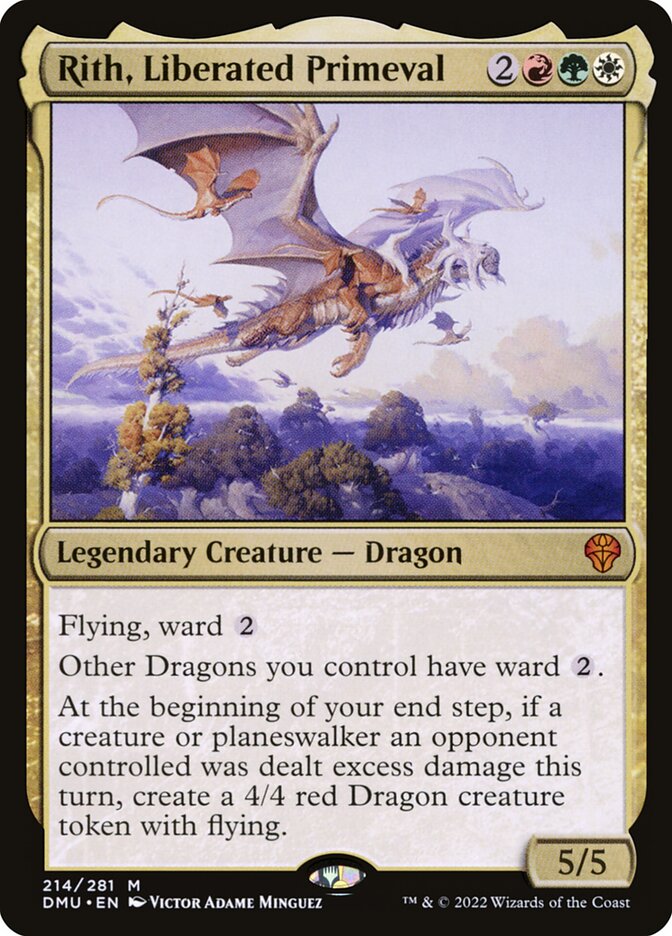 Rith, Liberated Primeval 2
Legendary Creature — Dragon
Flying, ward 2
Other Dragons you control have ward 2.
At the beginning of your end step, if a
creature or planeswalker an opponent
controlled was dealt excess damage this
turn, create a 4/4 red Dragon creature
token with flying.
5/5
214/281 M
DMU • EN Victor Adame Minguez
™ & © 2022 Wizards of the Coast